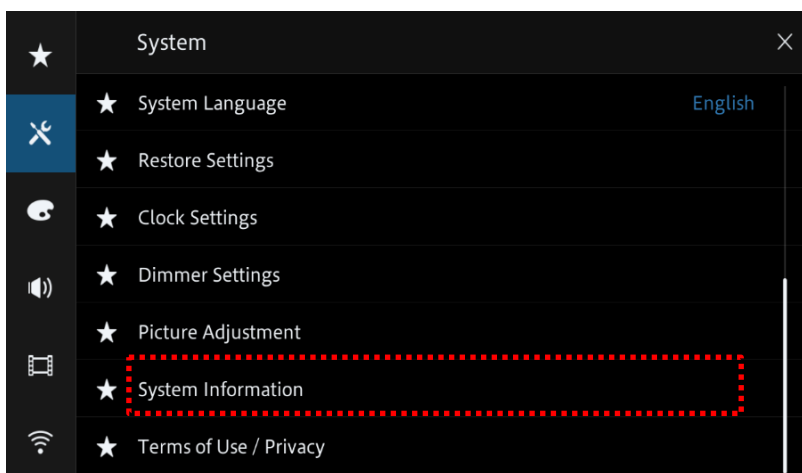 System
System Language English
Restore Settings
Clock Settings
Dimmer Settings
Picture Adjustment
System Information
Terms of Use / Privacy